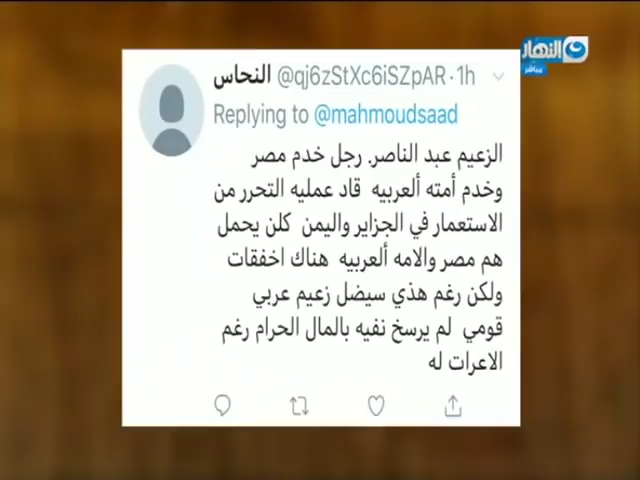 النهار
مباشر
النحاس @qj6zStXc6iSZpAR · 1h
Replying to @mahmoudsaad
الزعيم عبد الناصر. رجل خدم مصر
وخدم أمته ألعربيه قاد عمليه التحرر من
الاستعمار في الجزاير واليمن كلن يحمل
هم مصر والامه ألعربيه هناك اخفقات
ولكن رغم هذي سيضل زعيم عربي
قومي لم يرسخ نفيه بالمال الحرام رغم
الاعرات له